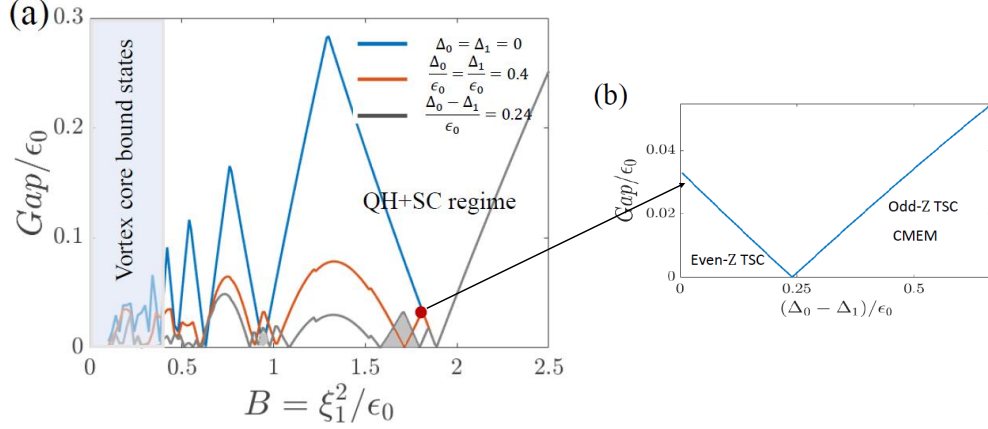 (a)
0.3
0.2
0.1
0
Gap/ϵ₀
Vortex core bound states
Δ₀ = Δ₁ = 0
Δ₀/ϵ₀ = Δ₁/ϵ₀ = 0.4
Δ₀ − Δ₁/ϵ₀ = 0.24
QH+SC regime
0 0.5 1 1.5 2 2.5
B = ξ₁²/ϵ₀
(b)
0.04
0.02
0
Gap/ϵ₀
Odd-Z TSC
CMEM
Even-Z TSC
0 0.25 0.5
(Δ₀ − Δ₁)/ϵ₀